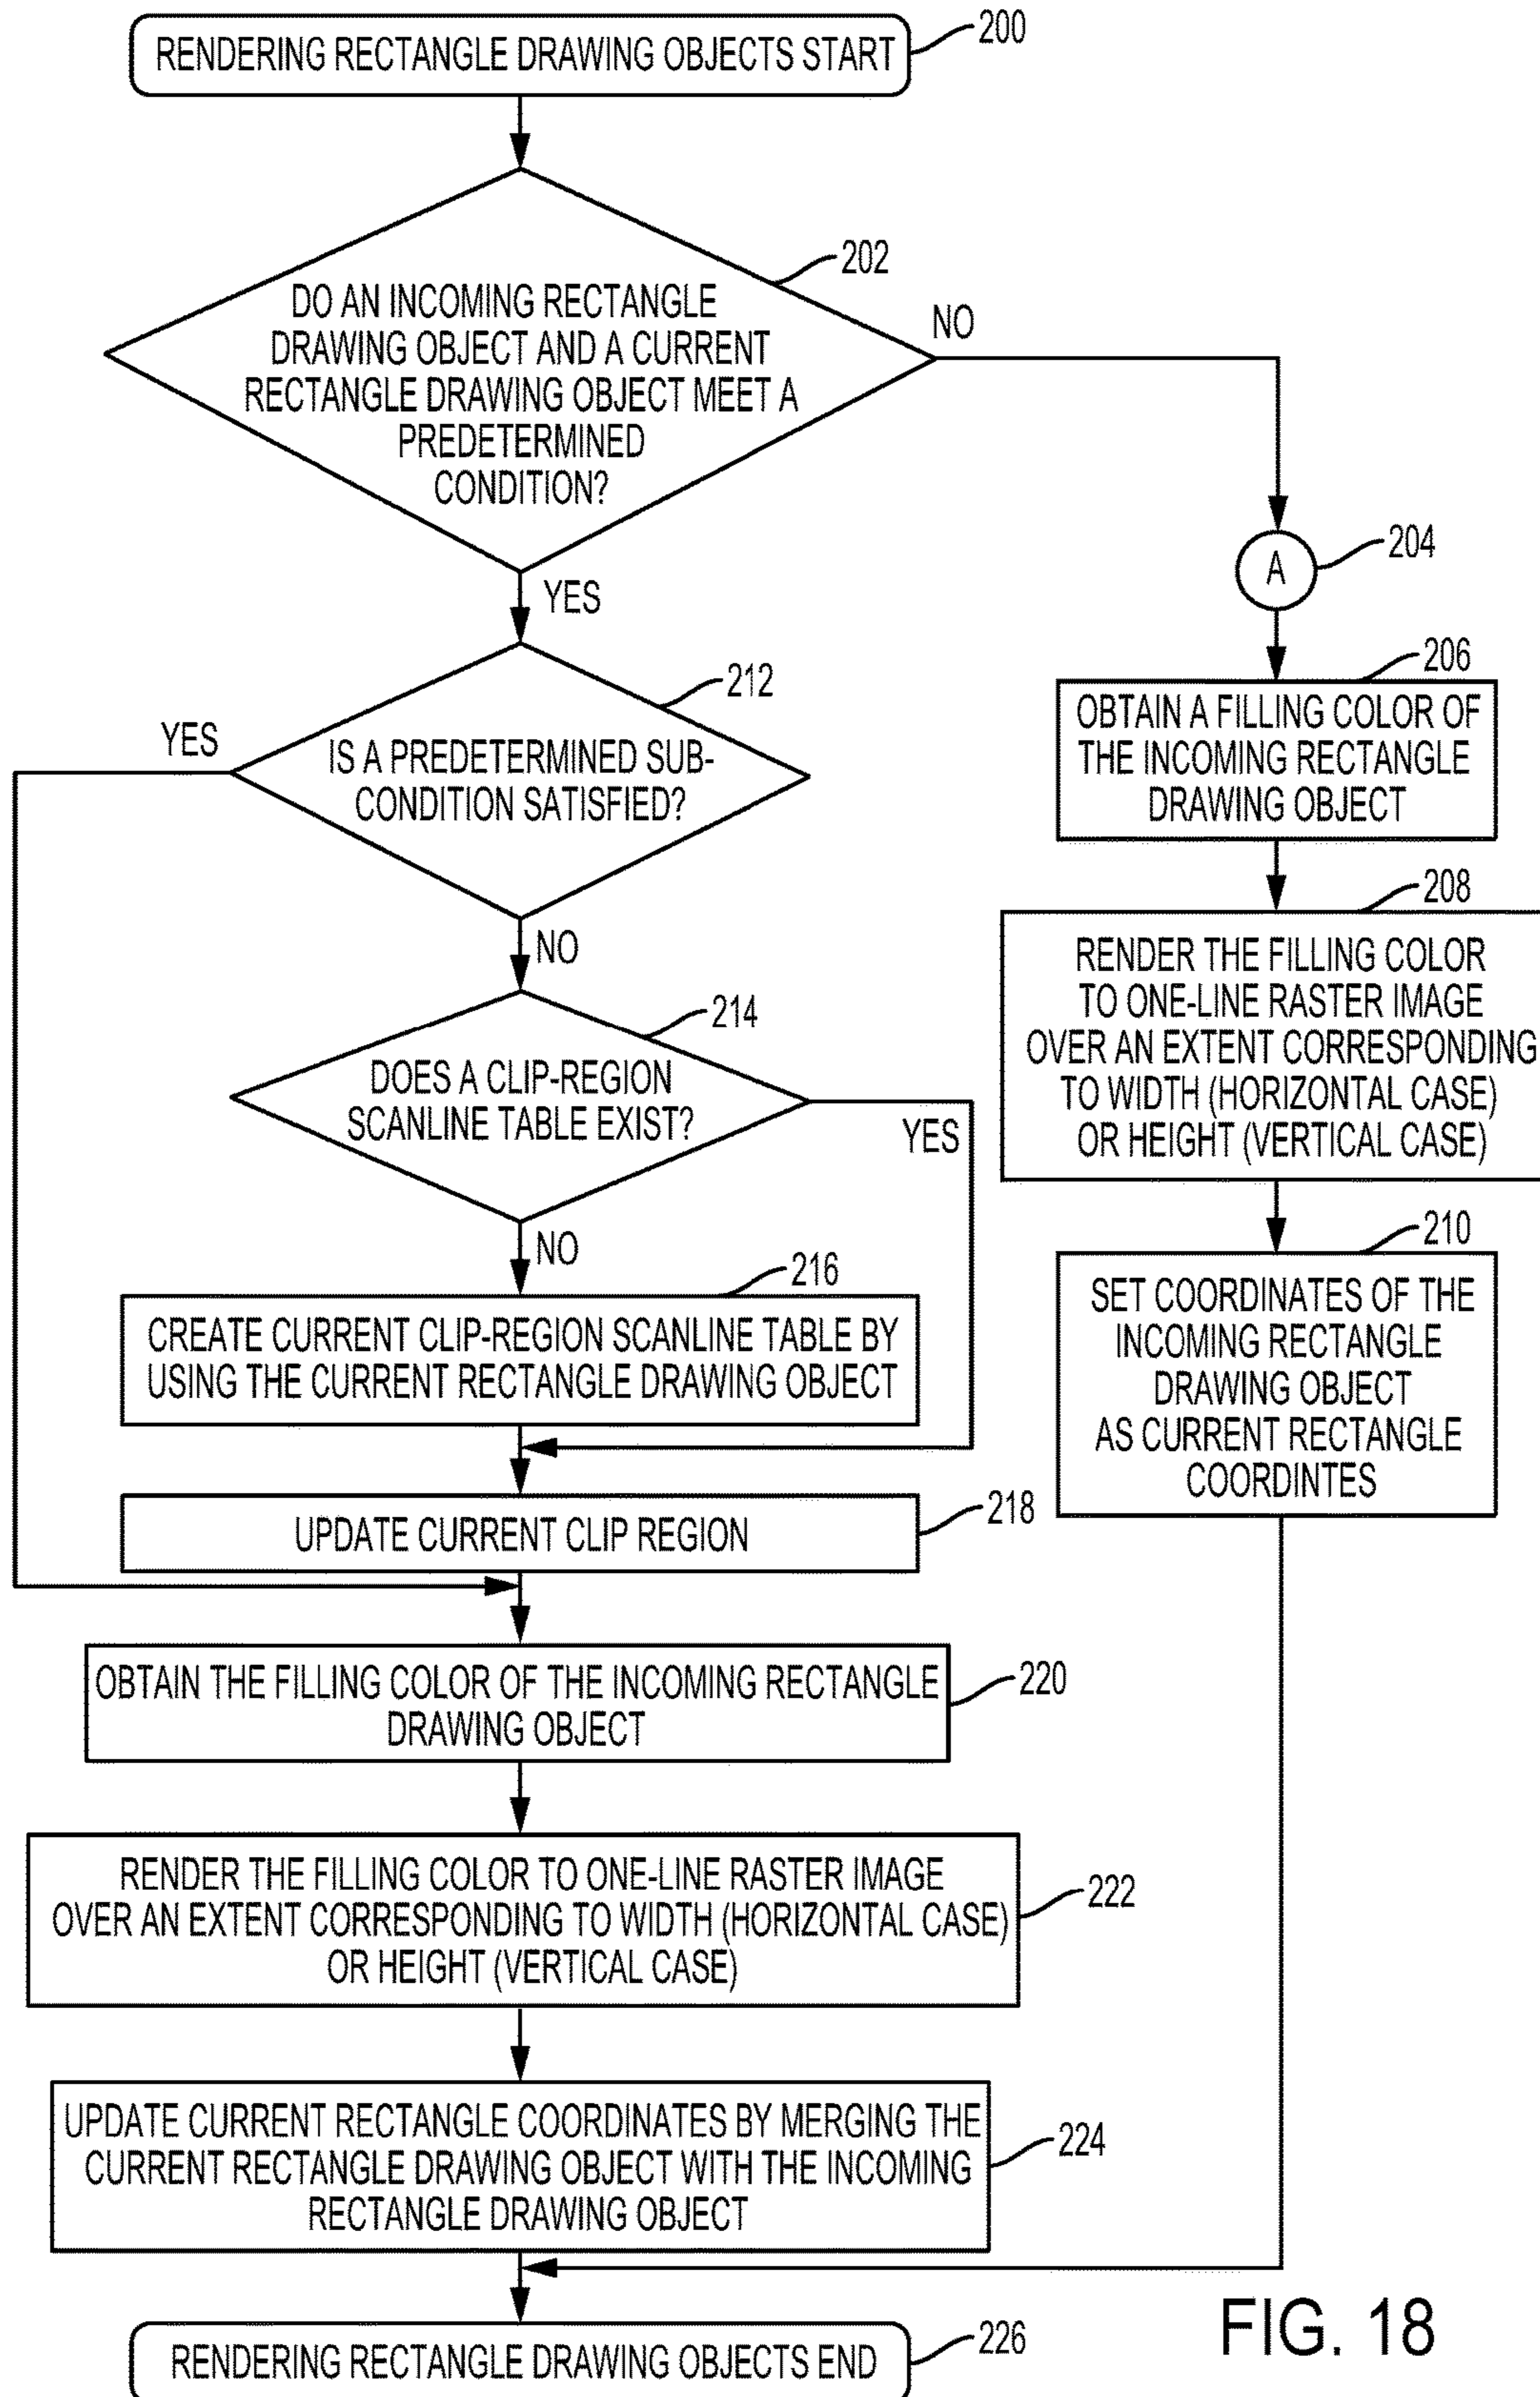 RENDERING RECTANGLE DRAWING OBJECTS START
200
DO AN INCOMING RECTANGLE
DRAWING OBJECT AND A CURRENT
RECTANGLE DRAWING OBJECT MEET A
PREDETERMINED
CONDITION?
202
NO
YES
A
204
206
OBTAIN A FILLING COLOR OF
THE INCOMING RECTANGLE
DRAWING OBJECT
208
RENDER THE FILLING COLOR
TO ONE-LINE RASTER IMAGE
OVER AN EXTENT CORRESPONDING
TO WIDTH (HORIZONTAL CASE)
OR HEIGHT (VERTICAL CASE)
210
SET COORDINATES OF THE
INCOMING RECTANGLE
DRAWING OBJECT
AS CURRENT RECTANGLE
COORDINTES
212
YES
IS A PREDETERMINED SUB-
CONDITION SATISFIED?
NO
214
DOES A CLIP-REGION
SCANLINE TABLE EXIST?
YES
NO
216
CREATE CURRENT CLIP-REGION SCANLINE TABLE BY
USING THE CURRENT RECTANGLE DRAWING OBJECT
UPDATE CURRENT CLIP REGION
218
OBTAIN THE FILLING COLOR OF THE INCOMING RECTANGLE
DRAWING OBJECT
220
RENDER THE FILLING COLOR TO ONE-LINE RASTER IMAGE
OVER AN EXTENT CORRESPONDING TO WIDTH (HORIZONTAL CASE)
OR HEIGHT (VERTICAL CASE)
222
UPDATE CURRENT RECTANGLE COORDINATES BY MERGING THE
CURRENT RECTANGLE DRAWING OBJECT WITH THE INCOMING
RECTANGLE DRAWING OBJECT
224
RENDERING RECTANGLE DRAWING OBJECTS END
226
FIG. 18